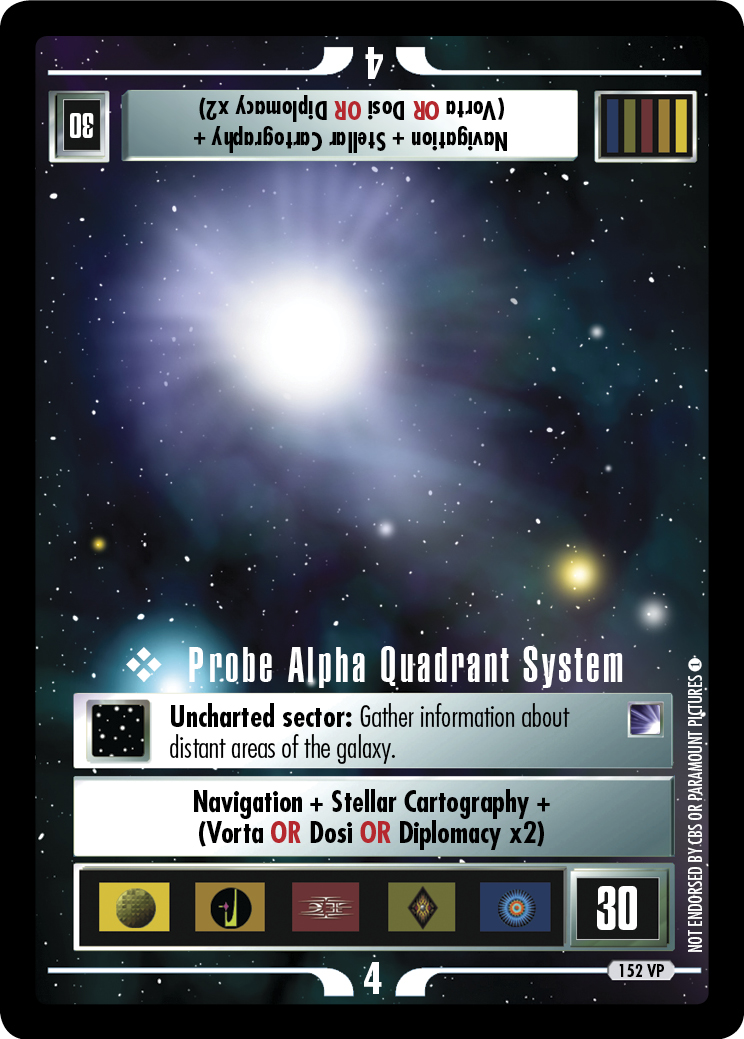 4
30
Navigation + Stellar Cartography +
(Vorta OR Dosi OR Diplomacy x2)
Probe Alpha Quadrant System
Uncharted sector: Gather information about
distant areas of the galaxy.
Navigation + Stellar Cartography +
(Vorta OR Dosi OR Diplomacy x2)
30
4
152 VP
NOT ENDORSED BY CBS OR PARAMOUNT PICTURES